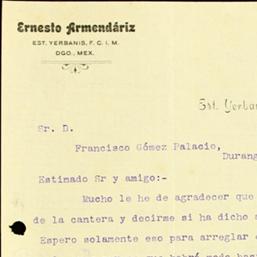 Ernesto Armendáriz
EST. YERBANIS, F. C. I. M.
DGO., MEX.
Est. Yerba
Sr. D.
Francisco Gómez Palacio,
Durang
Estimado Sr y amigo:-
Mucho le he de agradecer que
de la cantera y decirme si ha dicho
Espero solamente eso para arreglar